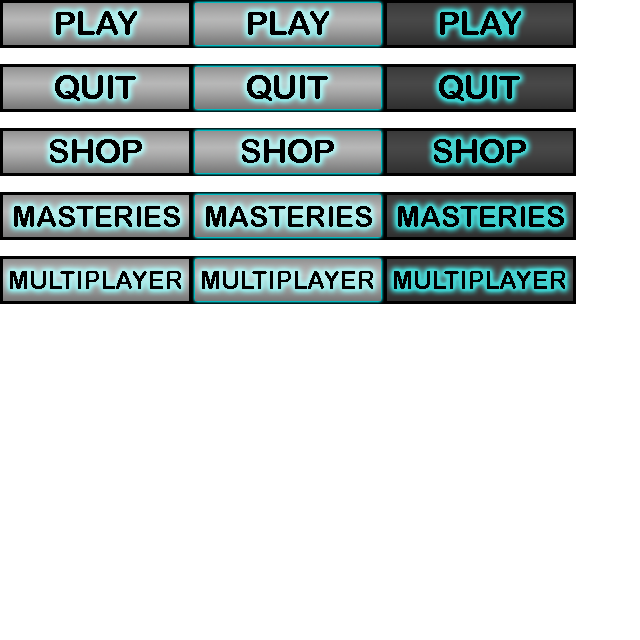 PLAY PLAY PLAY
QUIT QUIT QUIT
SHOP SHOP SHOP
MASTERIES MASTERIES MASTERIES
MULTIPLAYER MULTIPLAYER MULTIPLAYER